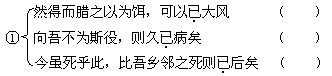 然得而腊之以为饵，可以已大风 （ ）
①向吾不为斯役，则久已病矣 （ ）
今虽死乎此，比吾乡邻之死则已后矣 （ ）